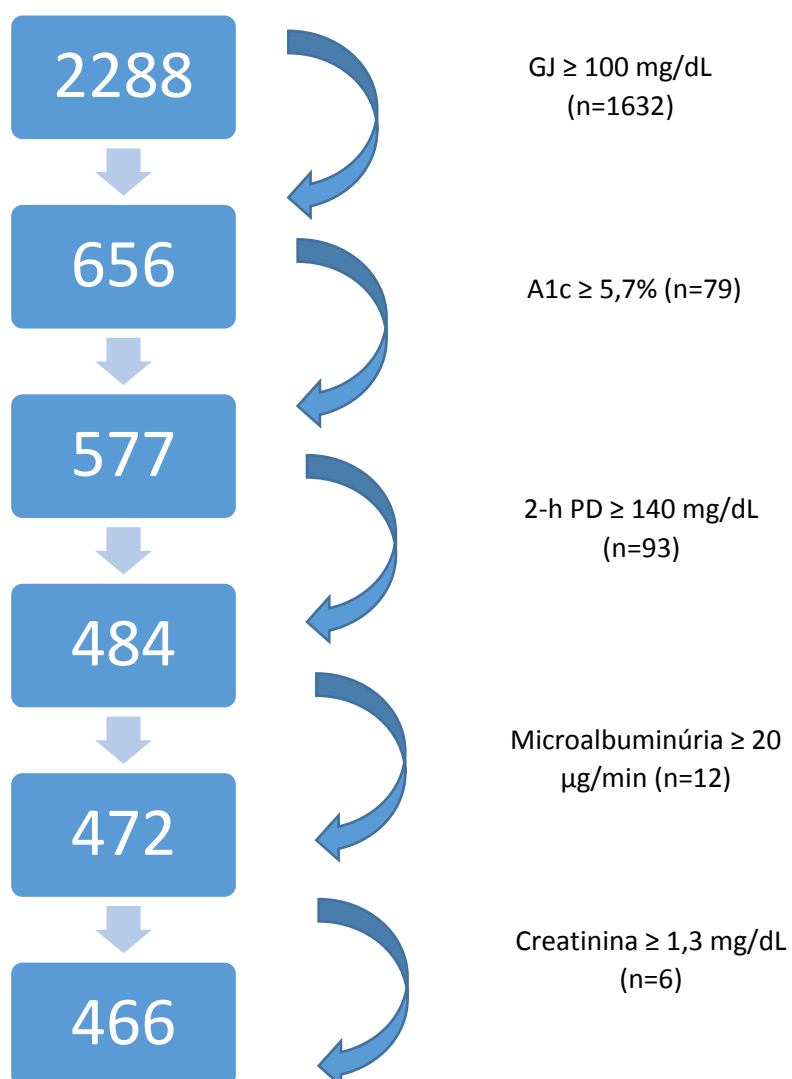 2288
GJ ≥ 100 mg/dL
(n=1632)
656
A1c ≥ 5,7% (n=79)
577
2-h PD ≥ 140 mg/dL
(n=93)
484
Microalbuminúria ≥ 20
µg/min (n=12)
472
Creatinina ≥ 1,3 mg/dL
(n=6)
466